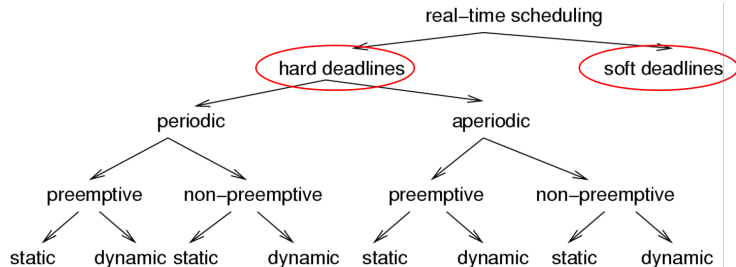 real-time scheduling
hard deadlines soft deadlines
periodic aperiodic
preemptive non-preemptive preemptive non-preemptive
static dynamic static dynamic static dynamic static dynamic